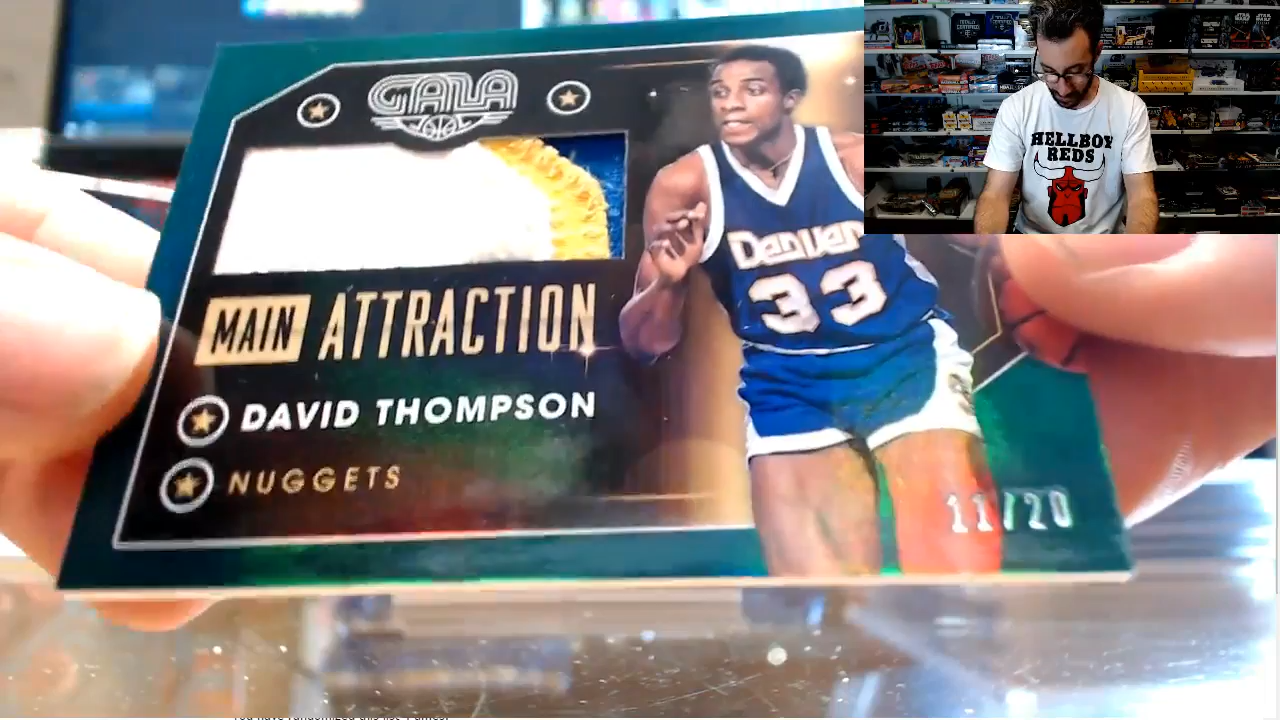 GALA
MAIN ATTRACTION
DAVID THOMPSON
NUGGETS
Denver
33
11/20
HELLBOY
REDS